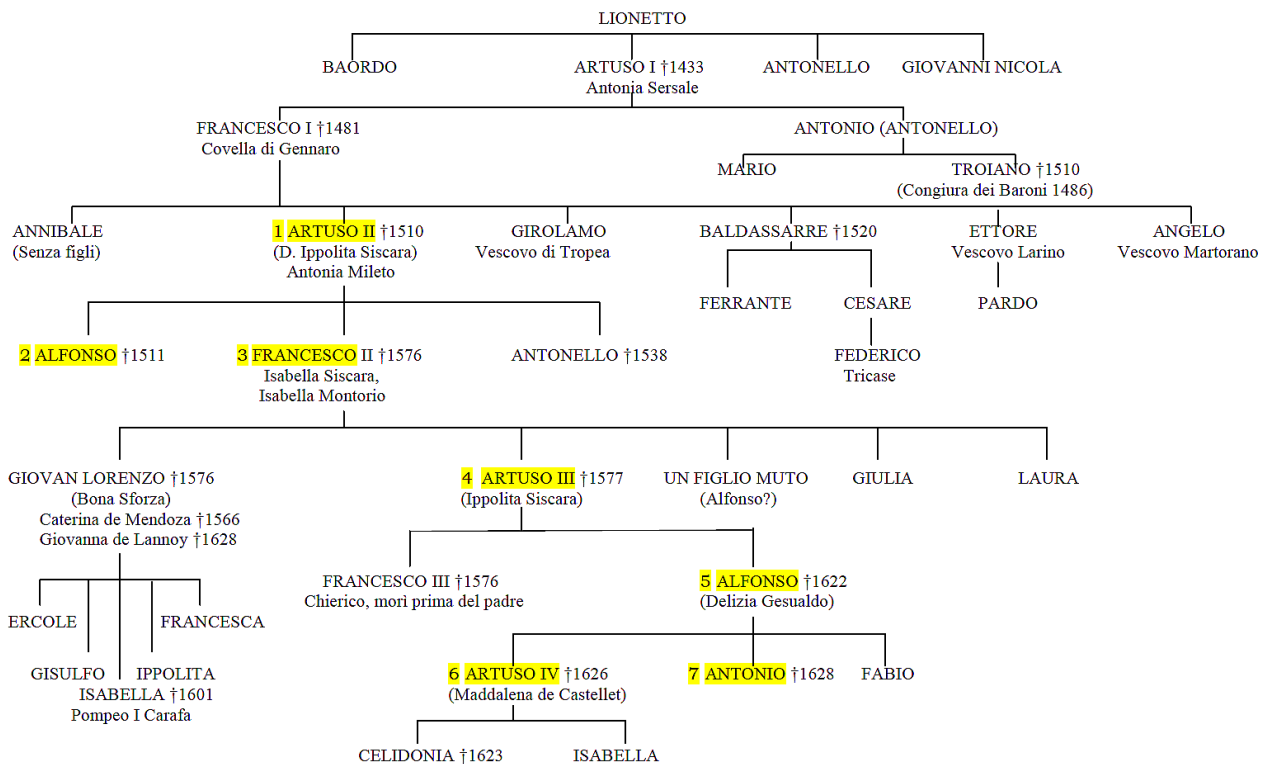 LIONETTO
BAORDO ARTUSO I †1433 ANTONELLO GIOVANNI NICOLA
Antonia Sersale
FRANCESCO I †1481 ANTONIO (ANTONELLO)
Covella di Gennaro
MARIO TROIANO †1510
(Congiura dei Baroni 1486)
ANNIBALE 1 ARTUSO II †1510 GIROLAMO BALDASSARRE †1520 ETTORE ANGELO
(Senza figli) (D. Ippolita Siscara) Vescovo di Tropea Vescovo Larino Vescovo Martorano
Antonia Mileto
FERRANTE CESARE PARDO
2 ALFONSO †1511 3 FRANCESCO II †1576 ANTONELLO †1538 FEDERICO
Isabella Siscara, Tricase
Isabella Montorio
GIOVAN LORENZO †1576 4 ARTUSO III †1577 UN FIGLIO MUTO GIULIA LAURA
(Bona Sforza) (Ippolita Siscara) (Alfonso?)
Caterina de Mendoza †1566
Giovanna de Lannoy †1628
FRANCESCO III †1576 5 ALFONSO †1622
Chierico, morì prima del padre (Delizia Gesualdo)
ERCOLE FRANCESCA
GISULFO IPPOLITA 6 ARTUSO IV †1626 7 ANTONIO †1628 FABIO
ISABELLA †1601 (Maddalena de Castellet)
Pompeo I Carafa
CELIDONIA †1623 ISABELLA